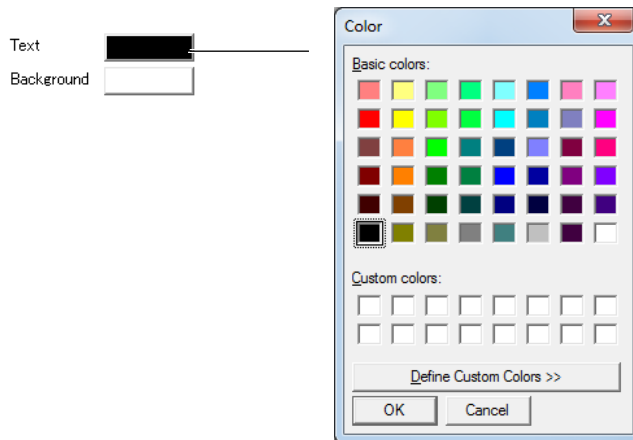 Text
Background
Color
Basic colors:
Custom colors:
Define Custom Colors >>
OK
Cancel